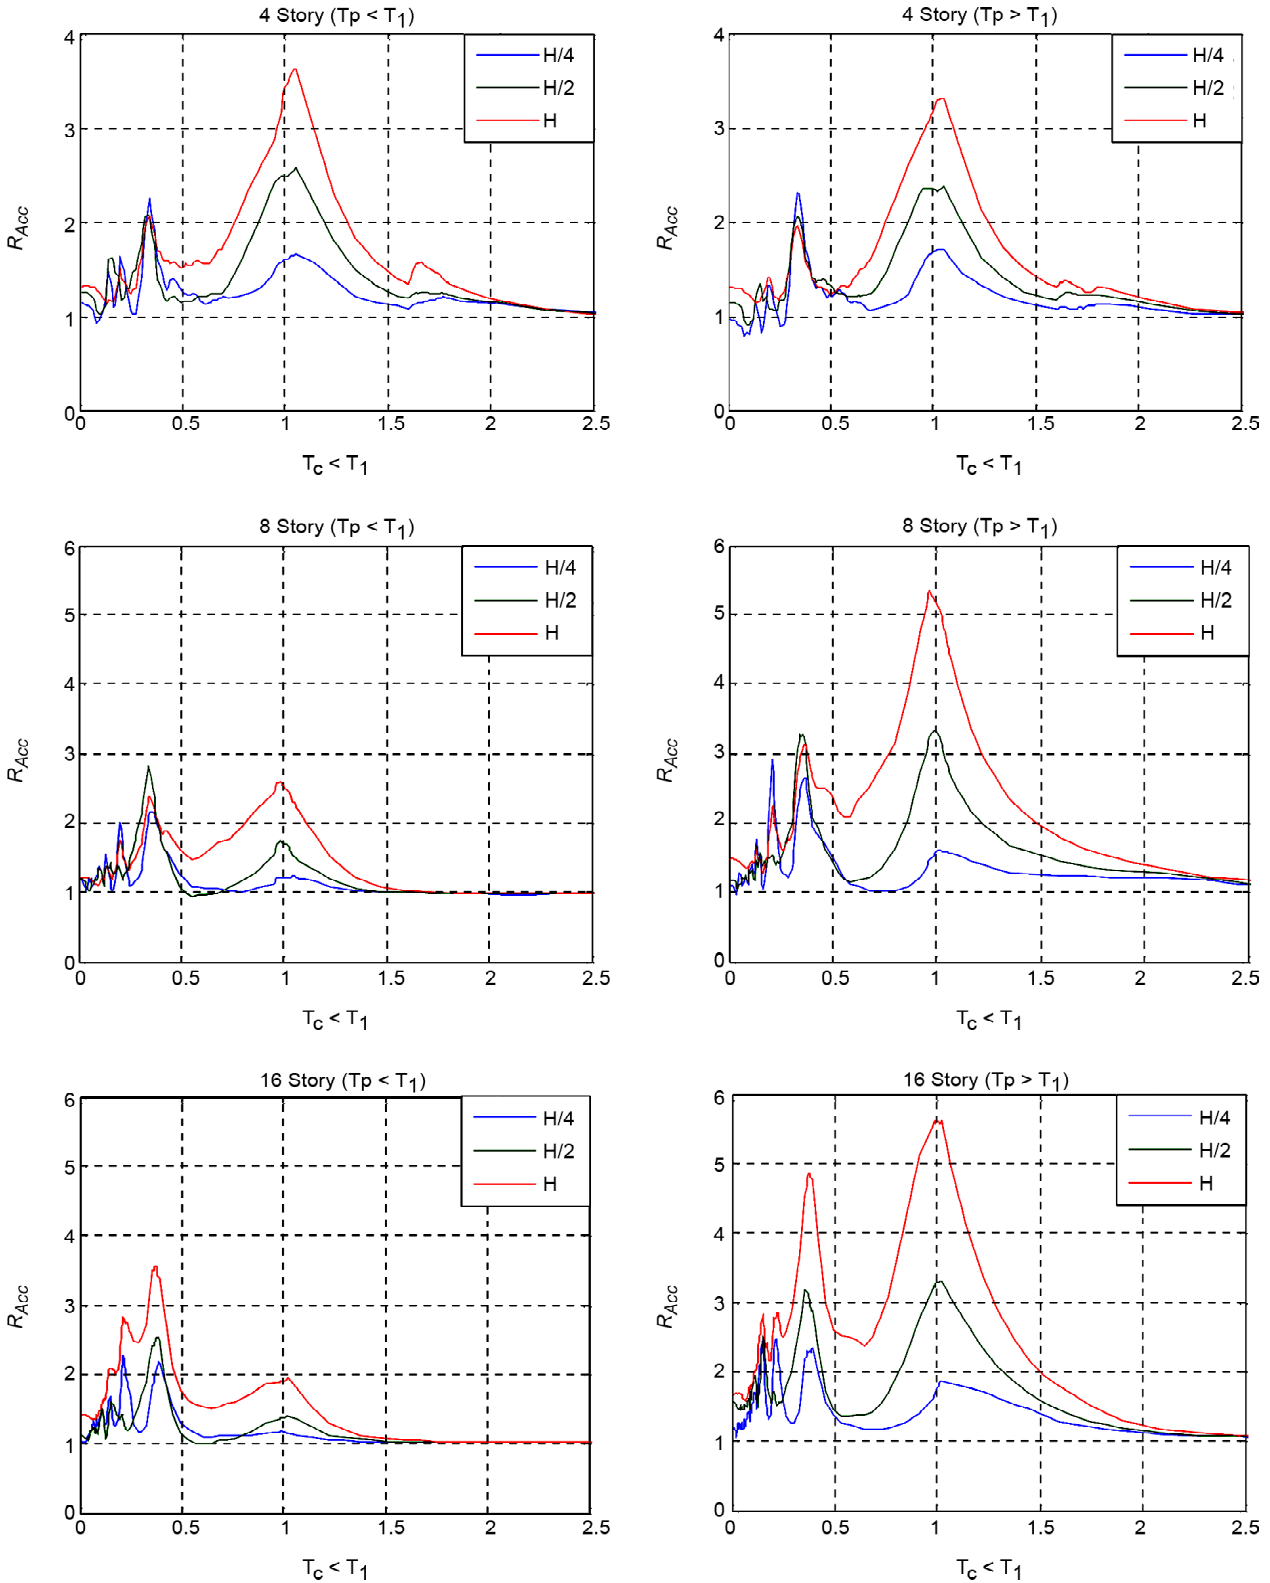 4 Story (Tp < T1)
4
3
2
1
0
RAcc
H/4
H/2
H
0
0.5
1
1.5
2
2.5
Tc < T1
4 Story (Tp > T1)
4
3
2
1
0
RAcc
H/4
H/2
H
0
0.5
1
1.5
2
2.5
Tc < T1
8 Story (Tp < T1)
6
5
4
3
2
1
0
RAcc
H/4
H/2
H
0
0.5
1
1.5
2
2.5
Tc < T1
8 Story (Tp > T1)
6
5
4
3
2
1
0
RAcc
H/4
H/2
H
0
0.5
1
1.5
2
2.5
Tc < T1
16 Story (Tp < T1)
6
5
4
3
2
1
0
RAcc
H/4
H/2
H
0
0.5
1
1.5
2
2.5
Tc < T1
16 Story (Tp > T1)
6
5
4
3
2
1
0
RAcc
H/4
H/2
H
0
0.5
1
1.5
2
2.5
Tc < T1